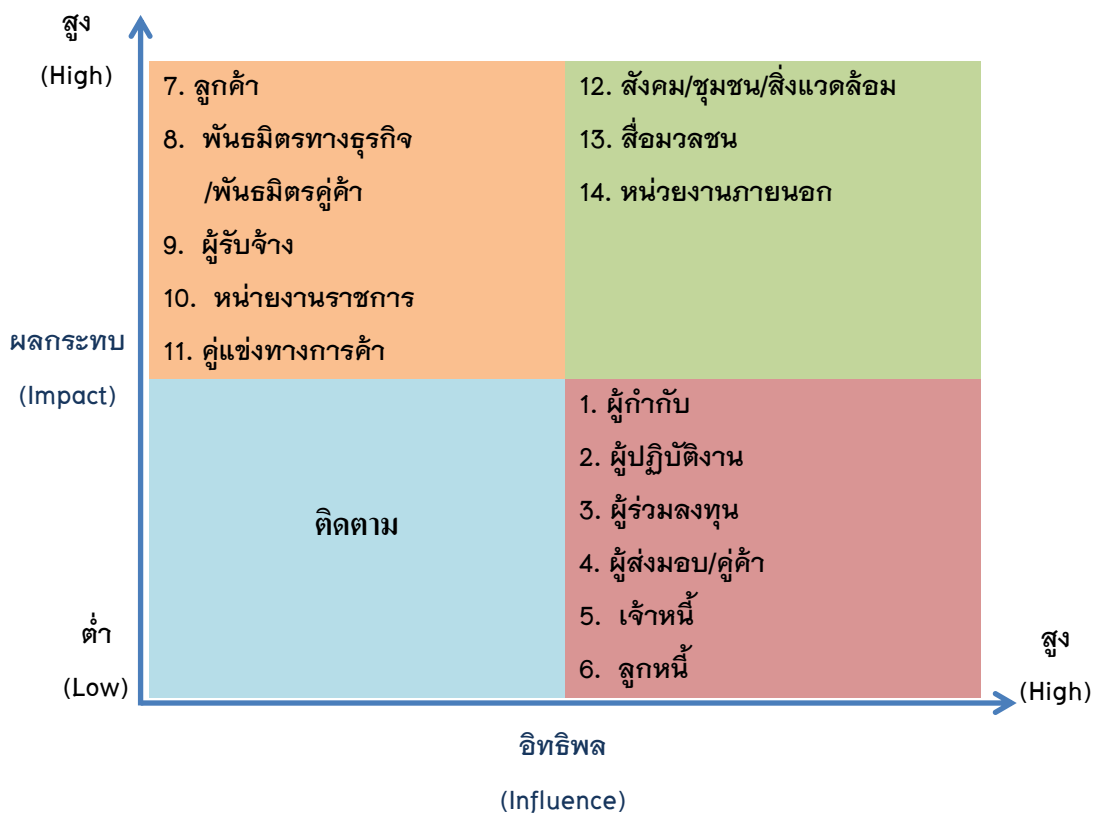 สูง
(High)
7. ลูกค้า
8. พันธมิตรทางธุรกิจ
/พันธมิตรคู่ค้า
9. ผู้รับจ้าง
10. หน่ายงานราชการ
11. คู่แข่งทางการค้า
12. สังคม/ชุมชน/สิ่งแวดล้อม
13. สื่อมวลชน
14. หน่วยงานภายนอก
ผลกระทบ
(Impact)
ติดตาม
1. ผู้กำกับ
2. ผู้ปฏิบัติงาน
3. ผู้ร่วมลงทุน
4. ผู้ส่งมอบ/คู่ค้า
5. เจ้าหนี้
6. ลูกหนี้
ต่ำ
(Low)
สูง
(High)
อิทธิพล
(Influence)